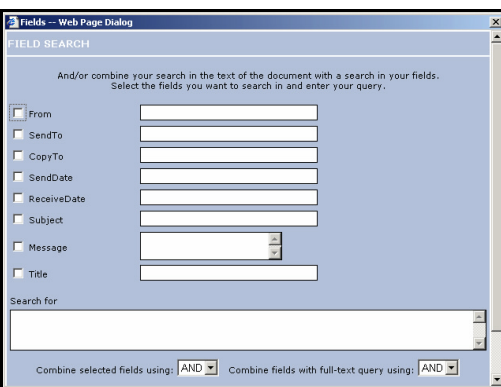 Fields -- Web Page Dialog
FIELD SEARCH
And/or combine your search in the text of the document with a search in your fields.
Select the fields you want to search in and enter your query.
From
SendTo
CopyTo
SendDate
ReceiveDate
Subject
Message
Title
Search for
Combine selected fields using: AND Combine fields with full-text query using: AND